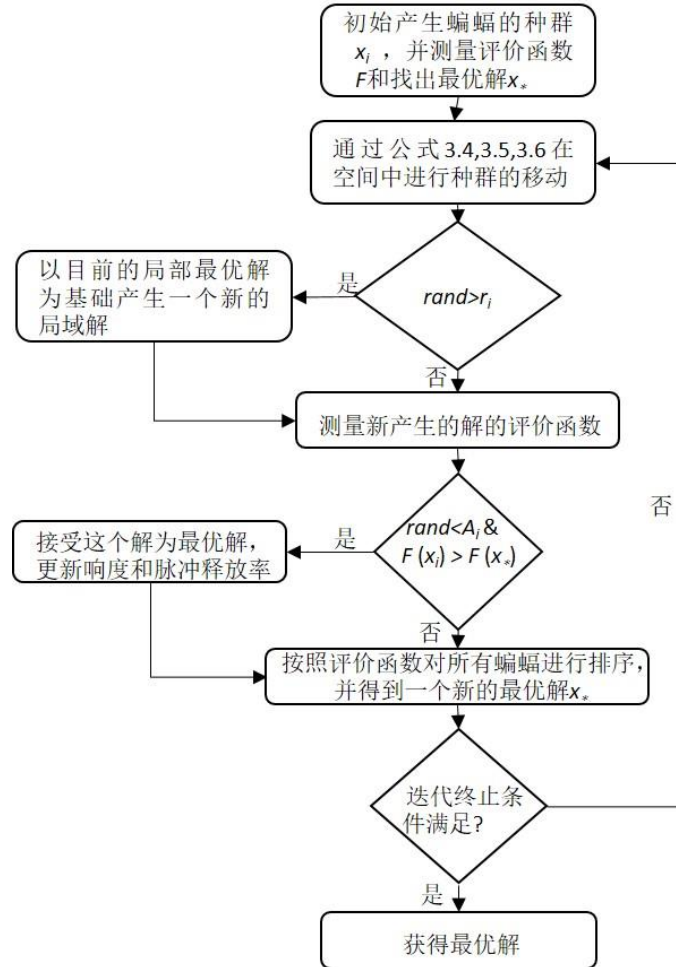 初始产生蝙蝠的种群
xᵢ ，并测量评价函数
F和找出最优解x*
通过公式3.4,3.5,3.6在
空间中进行种群的移动
rand>rᵢ
是
以目前的局部最优解
为基础产生一个新的
局域解
否
测量新产生的解的评价函数
rand<Aᵢ &
F (xᵢ) > F (x*)
是
接受这个解为最优解，
更新响度和脉冲释放率
否
按照评价函数对所有蝙蝠进行排序，
并得到一个新的最优解x*
迭代终止条
件满足?
否
是
获得最优解